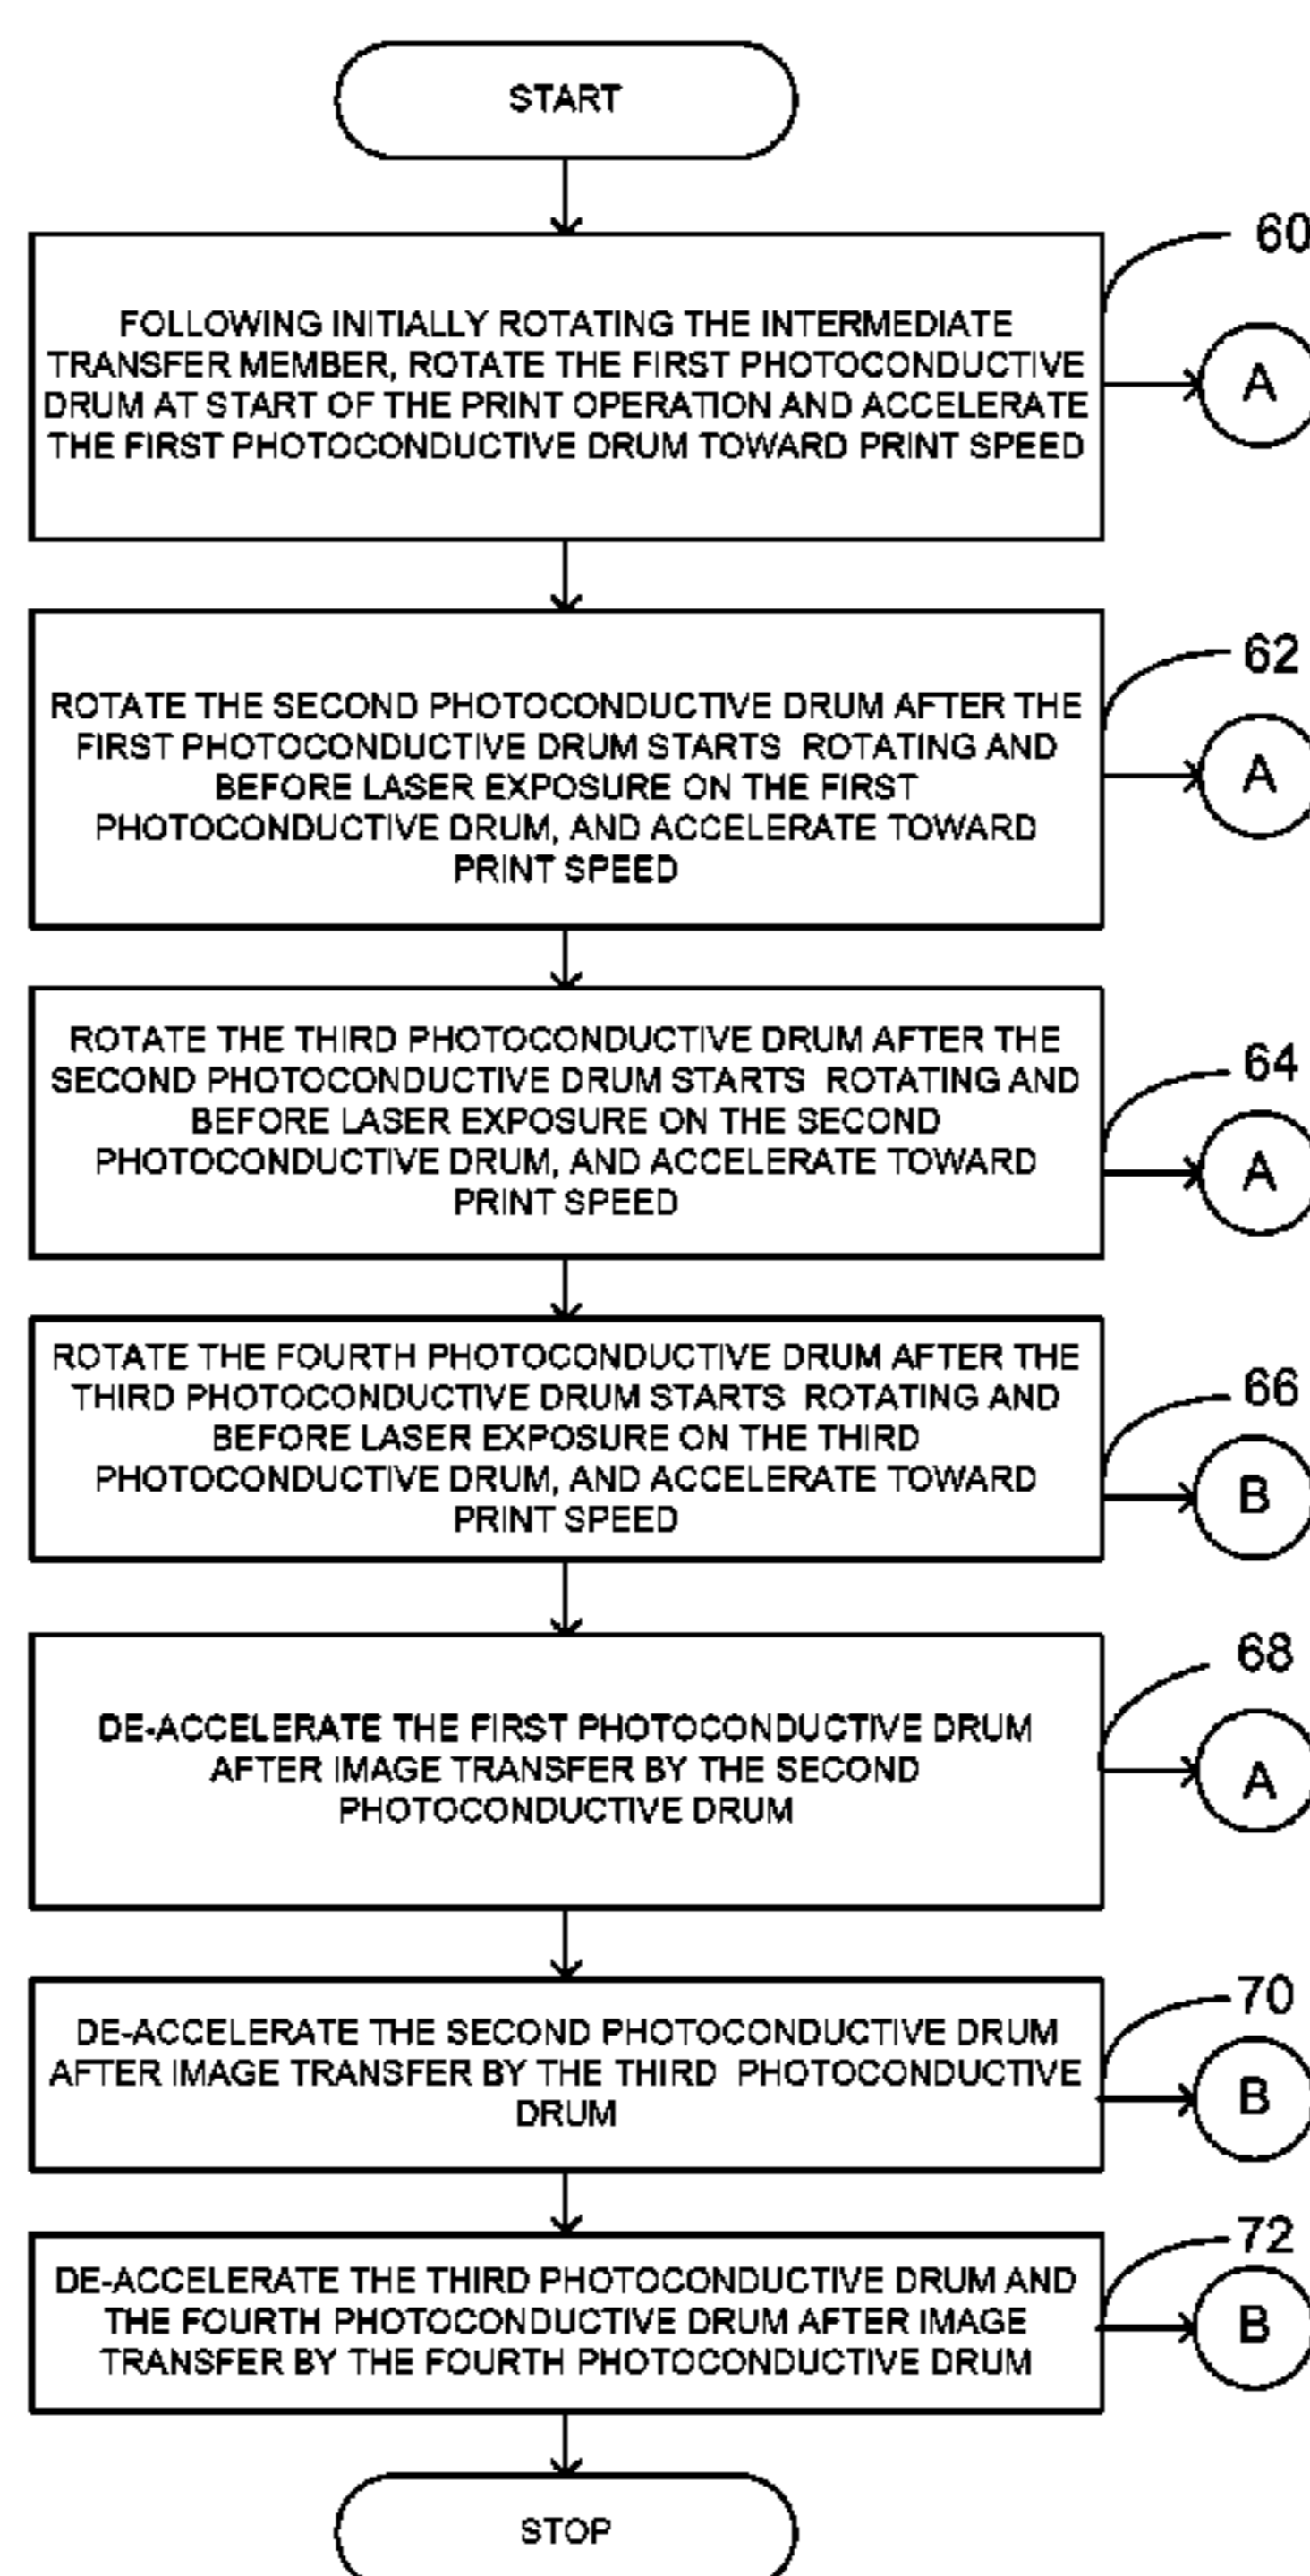 START
60
FOLLOWING INITIALLY ROTATING THE INTERMEDIATE
TRANSFER MEMBER, ROTATE THE FIRST PHOTOCONDUCTIVE
DRUM AT START OF THE PRINT OPERATION AND ACCELERATE
THE FIRST PHOTOCONDUCTIVE DRUM TOWARD PRINT SPEED
A
62
ROTATE THE SECOND PHOTOCONDUCTIVE DRUM AFTER THE
FIRST PHOTOCONDUCTIVE DRUM STARTS ROTATING AND
BEFORE LASER EXPOSURE ON THE FIRST
PHOTOCONDUCTIVE DRUM, AND ACCELERATE TOWARD
PRINT SPEED
A
64
ROTATE THE THIRD PHOTOCONDUCTIVE DRUM AFTER THE
SECOND PHOTOCONDUCTIVE DRUM STARTS ROTATING AND
BEFORE LASER EXPOSURE ON THE SECOND
PHOTOCONDUCTIVE DRUM, AND ACCELERATE TOWARD
PRINT SPEED
A
66
ROTATE THE FOURTH PHOTOCONDUCTIVE DRUM AFTER THE
THIRD PHOTOCONDUCTIVE DRUM STARTS ROTATING AND
BEFORE LASER EXPOSURE ON THE THIRD
PHOTOCONDUCTIVE DRUM, AND ACCELERATE TOWARD
PRINT SPEED
B
68
DE-ACCELERATE THE FIRST PHOTOCONDUCTIVE DRUM
AFTER IMAGE TRANSFER BY THE SECOND
PHOTOCONDUCTIVE DRUM
A
70
DE-ACCELERATE THE SECOND PHOTOCONDUCTIVE DRUM
AFTER IMAGE TRANSFER BY THE THIRD PHOTOCONDUCTIVE
DRUM
B
72
DE-ACCELERATE THE THIRD PHOTOCONDUCTIVE DRUM AND
THE FOURTH PHOTOCONDUCTIVE DRUM AFTER IMAGE
TRANSFER BY THE FOURTH PHOTOCONDUCTIVE DRUM
B
STOP